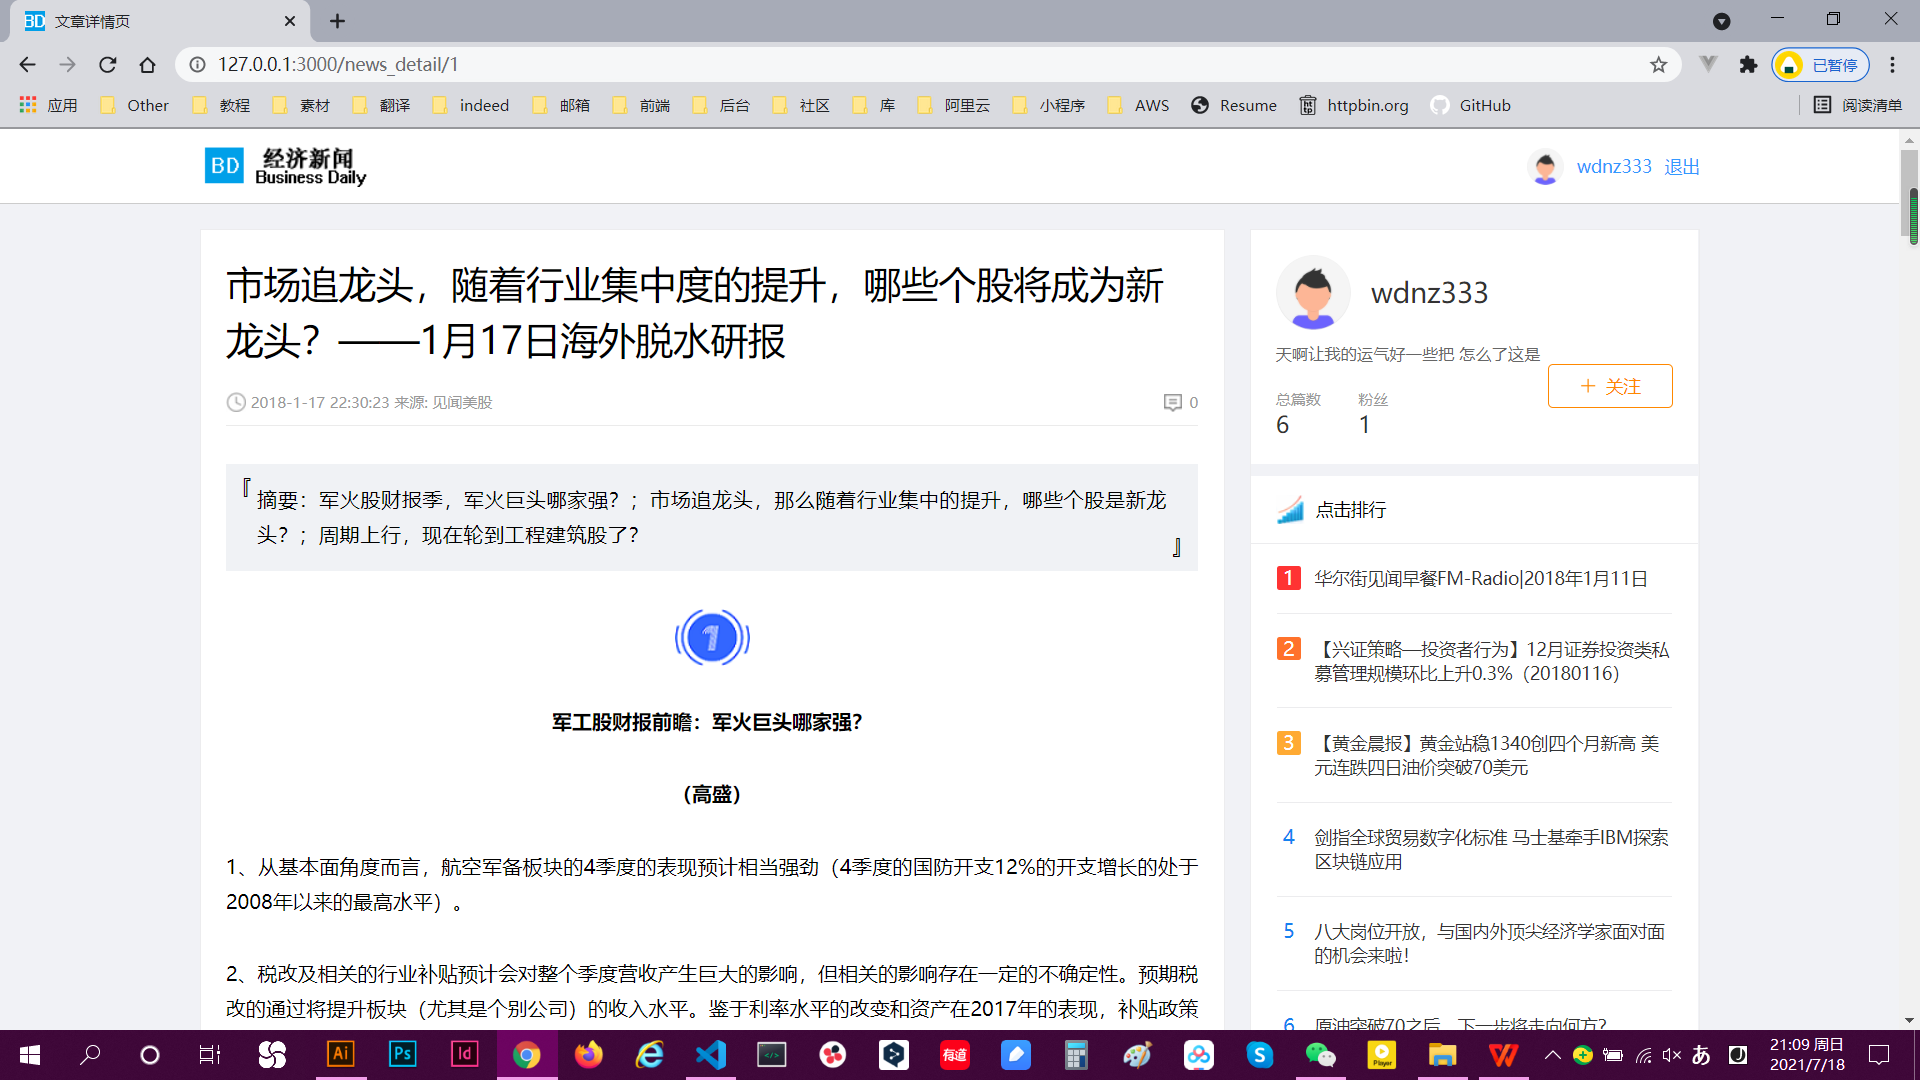 BD 文章详情页
127.0.0.1:3000/news_detail/1
已暂停
应用 Other 教程 素材 翻译 indeed 邮箱 前端 后台 社区 库 阿里云 小程序 AWS Resume httpbin.org GitHub 阅读清单
BD 经济新闻
Business Daily
wdnz333 退出
市场追龙头，随着行业集中度的提升，哪些个股将成为新
龙头？——1月17日海外脱水研报
2018-1-17 22:30:23 来源: 见闻美股
0
『 摘要：军火股财报季，军火巨头哪家强？；市场追龙头，那么随着行业集中的提升，哪些个股是新龙
头？；周期上行，现在轮到工程建筑股了？
』
1
军工股财报前瞻：军火巨头哪家强？
（高盛）
1、从基本面角度而言，航空军备板块的4季度的表现预计相当强劲（4季度的国防开支12%的开支增长的处于
2008年以来的最高水平）。
2、税改及相关的行业补贴预计会对整个季度营收产生巨大的影响，但相关的影响存在一定的不确定性。预期税
改的通过将提升板块（尤其是个别公司）的收入水平。鉴于利率水平的改变和资产在2017年的表现，补贴政策
wdnz333
天啊让我的运气好一些把 怎么了这是
总篇数 粉丝
6 1
＋ 关注
点击排行
1 华尔街见闻早餐FM-Radio|2018年1月11日
2 【兴证策略—投资者行为】12月证券投资类私
募管理规模环比上升0.3%（20180116）
3 【黄金晨报】黄金站稳1340创四个月新高 美
元连跌四日油价突破70美元
4 剑指全球贸易数字化标准 马士基牵手IBM探索
区块链应用
5 八大岗位开放，与国内外顶尖经济学家面对面
的机会来啦！
6 原油突破70之后，下一步将走向何方？
Ai Ps Id 有道 Player あ
21:09 周日
2021/7/18